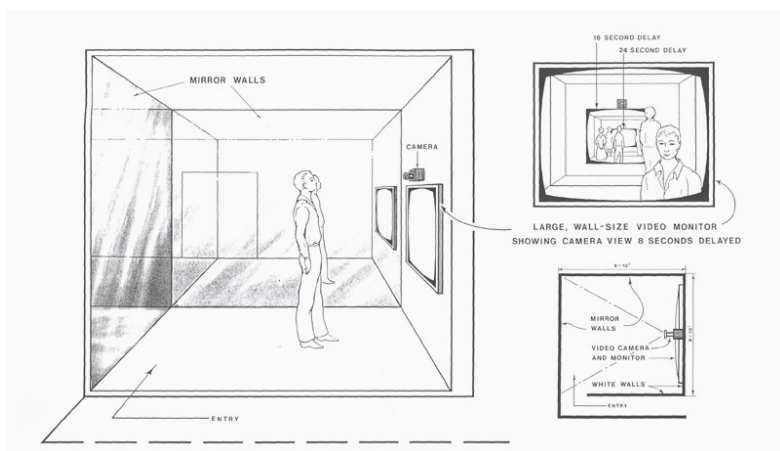 MIRROR WALLS
CAMERA
ENTRY
16 SECOND DELAY
24 SECOND DELAY
LARGE, WALL-SIZE VIDEO MONITOR
SHOWING CAMERA VIEW 8 SECONDS DELAYED
MIRROR
WALLS
VIDEO CAMERA
AND MONITOR
WHITE WALLS
ENTRY